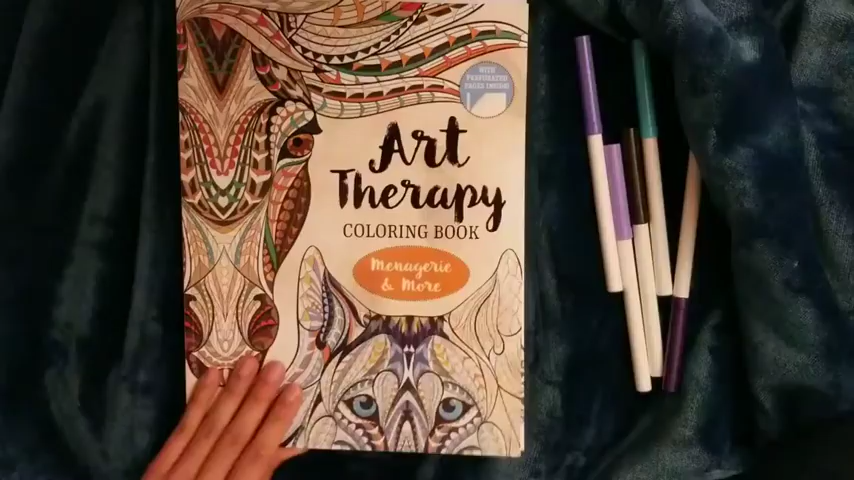 WITH
PERFORATED
PAGES INSIDE!
Art
Therapy
COLORING BOOK
Menagerie
& More